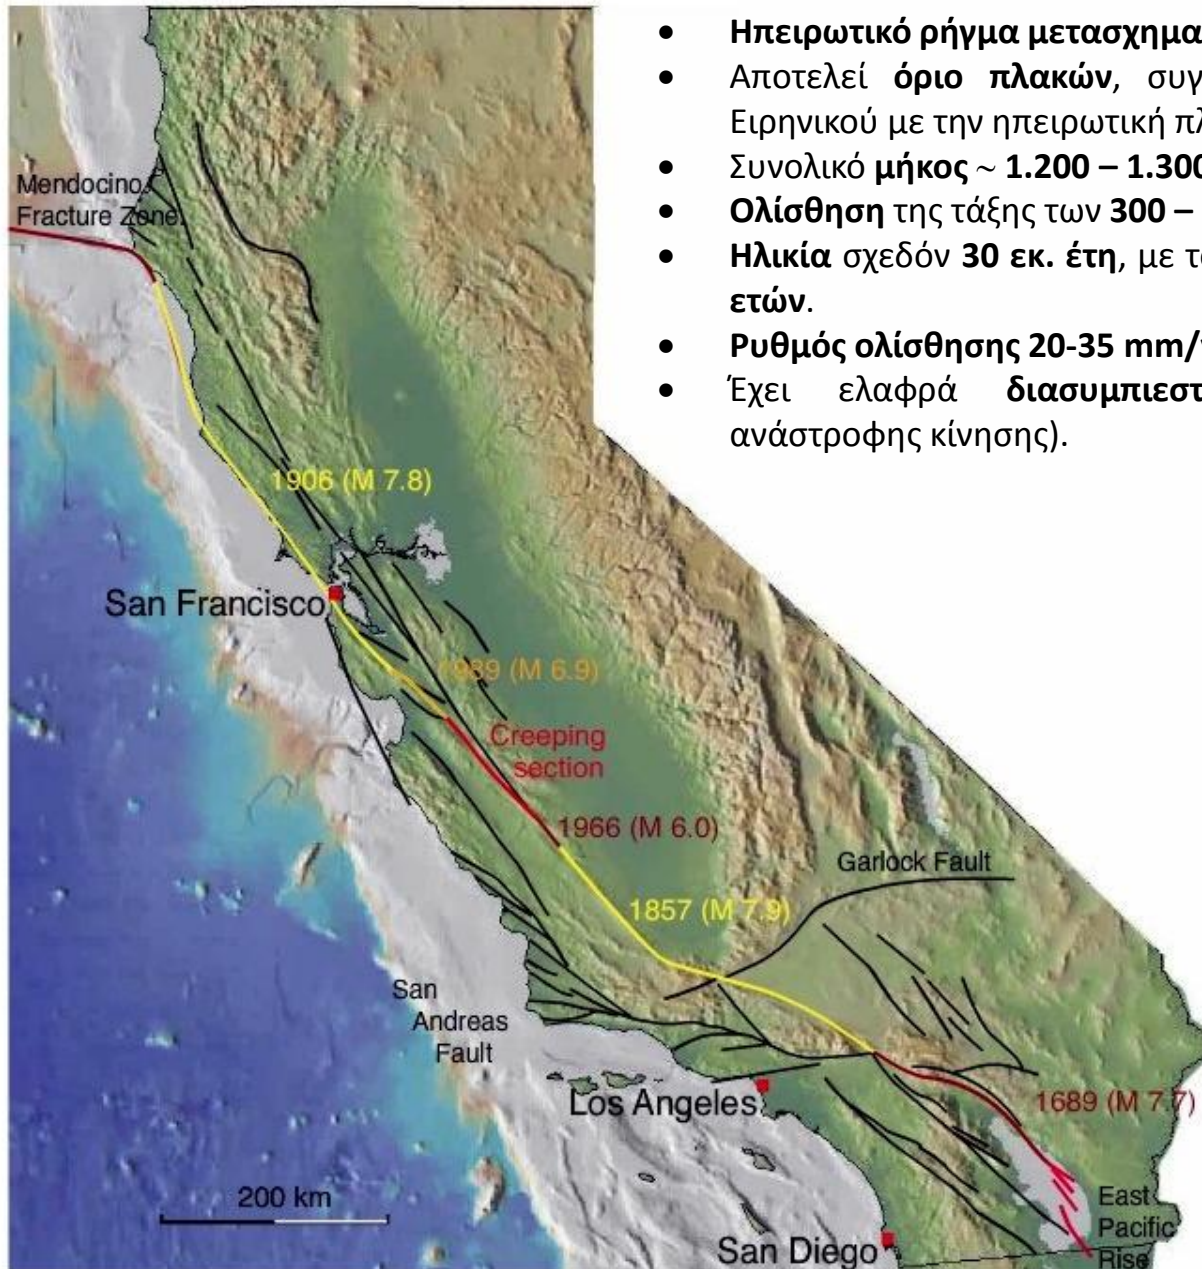 • Ηπειρωτικό ρήγμα μετασχημα
• Αποτελεί όριο πλακών, συγ
Ειρηνικού με την ηπειρωτική πλ
• Συνολικό μήκος ~ 1.200 – 1.300
• Ολίσθηση της τάξης των 300 –
• Ηλικία σχεδόν 30 εκ. έτη, με τ
ετών.
• Ρυθμός ολίσθησης 20-35 mm/
• Έχει ελαφρά διασυμπιεστ
ανάστροφης κίνησης).
Mendocino
Fracture Zone
1906 (M 7.8)
San Francisco
1989 (M 6.9)
Creeping
section
1966 (M 6.0)
Garlock Fault
1857 (M 7.9)
San
Andreas
Fault
Los Angeles
1689 (M 7.7)
200 km
East
Pacific
Rise
San Diego